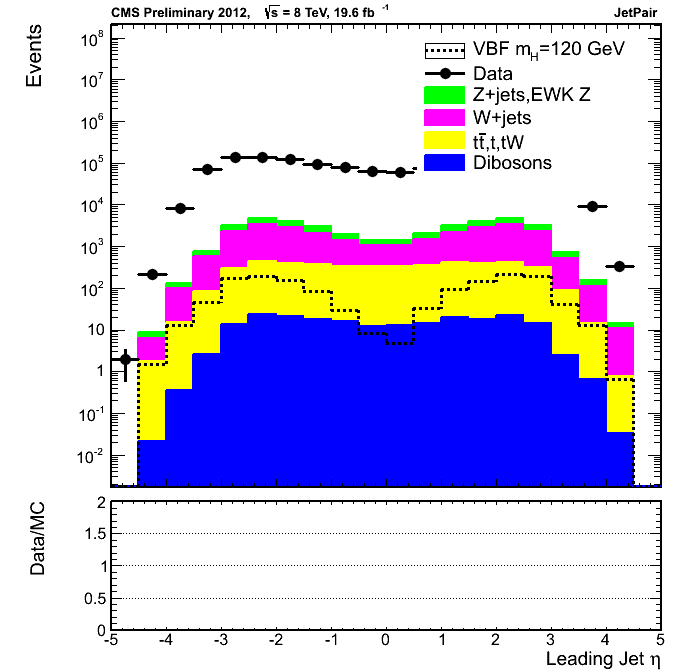 CMS Preliminary 2012, √s = 8 TeV, 19.6 fb⁻¹ JetPair
Events
10⁸
10⁷
10⁶
10⁵
10⁴
10³
10²
10
1
10⁻¹
10⁻²
VBF m_H=120 GeV
Data
Z+jets,EWK Z
W+jets
tt̅,t,tW
Dibosons
Data/MC
2
1.5
1
0.5
0
-5 -4 -3 -2 -1 0 1 2 3 4 5
Leading Jet η